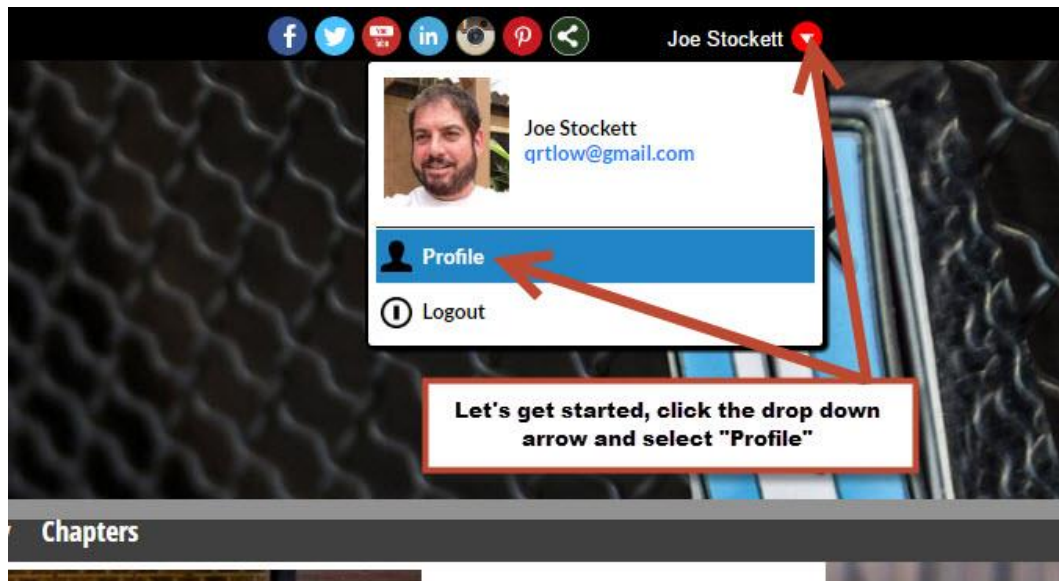 Joe Stockett
Joe Stockett
qrtlow@gmail.com
Profile
Logout
Let's get started, click the drop down
arrow and select "Profile"
Chapters